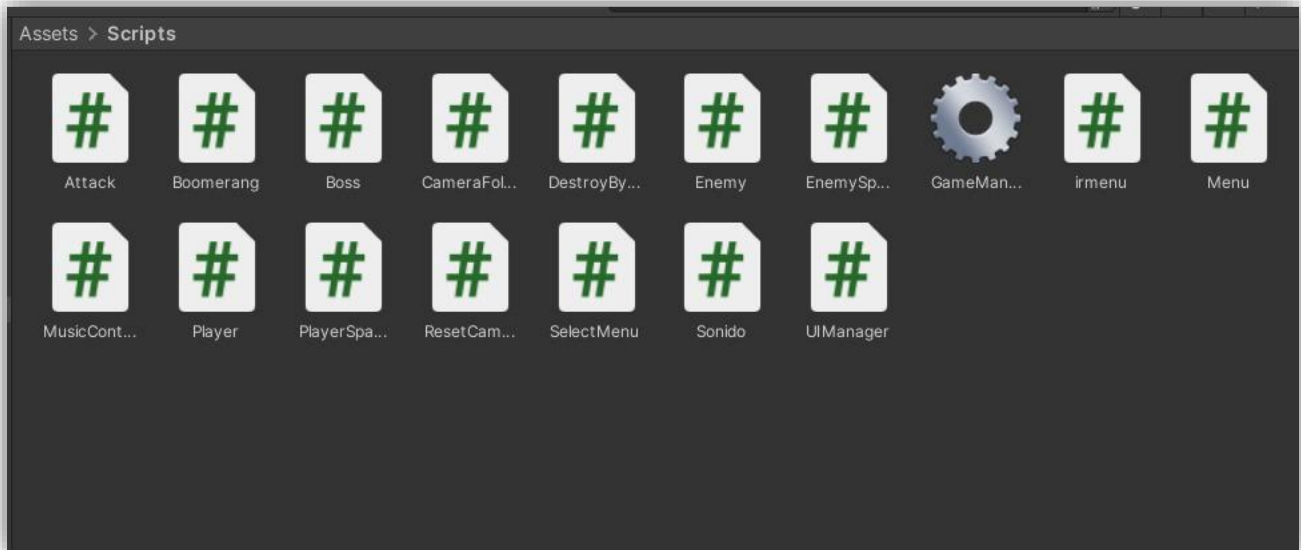 Assets > Scripts
Attack Boomerang Boss CameraFol... DestroyBy... Enemy EnemySp... GameMan... irmenu Menu
MusicCont... Player PlayerSpa... ResetCam... SelectMenu Sonido UIManager